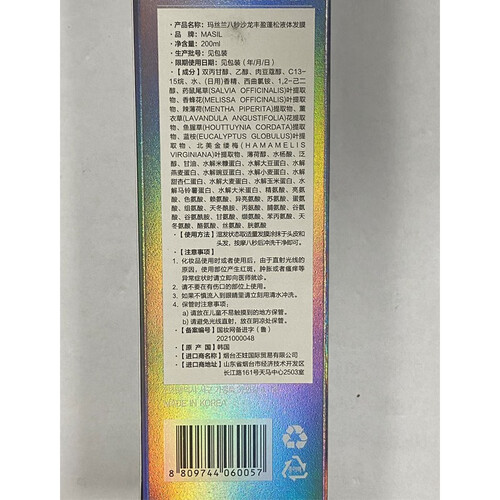 • 产品名称：玛丝兰八秒沙龙丰盈蓬松液体发膜
• 品    牌：MASIL
• 净含量：200ml
• 生产批号：见包装
• 限期使用日期：见包装（年/月/日）
• 【成分】双丙甘醇、乙醇、肉豆蔻醇、C13-
15烷、水、(日用)香精、西曲氯铵、1,2-己二
醇、药鼠尾草(SALVIA OFFICINALIS)叶提取
物、香蜂花(MELISSA OFFICINALIS)叶提取
物、辣薄荷(MENTHA PIPERITA)提取物、薰
衣草(LAVANDULA ANGUSTIFOLIA)花提取
物、鱼腥草(HOUTTUYNIA CORDATA)提取
物、蓝桉(EUCALYPTUS GLOBULUS)叶提
取物、北美金缕梅(HAMAMELIS
VIRGINIANA)叶提取物、薄荷醇、水杨酸、泛
醇、甘油、水解米糠蛋白、水解大豆蛋白、水解
燕麦蛋白、水解豌豆蛋白、水解小麦蛋白、水解
甜杏仁蛋白、水解大麦蛋白、水解玉米蛋白、水
解马铃薯蛋白、水解大米蛋白、精氨酸、亮氨
酸、色氨酸、赖氨酸、异亮氨酸、苏氨酸、蛋氨
酸、组氨酸、天冬酰胺、丙氨酸、脯氨酸、谷氨
酸、谷氨酰胺、甘氨酸、缬氨酸、苯丙氨酸、天
冬氨酸、酪氨酸、丝氨酸、胱氨酸
• 【使用方法】湿发状态取适量发膜涂抹于头皮和
头发，按摩八秒后冲洗干净即可。
• 【注意事项】
1. 化妆品使用时或者使用后，由于直射光线的
原因，使用部位产生红斑，肿胀或者瘙痒等
异常症状时请立即向医师就诊。
2. 请不要在有伤口的部位上使用。
3. 如果不慎流入到眼睛里请立刻用清水冲洗。
4. 保管时注意事项：
a) 请放在儿童不易触摸到的地方保管。
b) 请避免光线直射，放在阴凉处保管。
• 【备案编号】国妆网备进字（鲁）
2021000048
• 【原 产 国】韩国
• 【进口商名称】烟台丕蛙国际贸易有限公司
• 【进口商地址】山东省烟台市经济技术开发区
长江路161号天马中心2503室
MADE IN KOREA
8 809744 060057